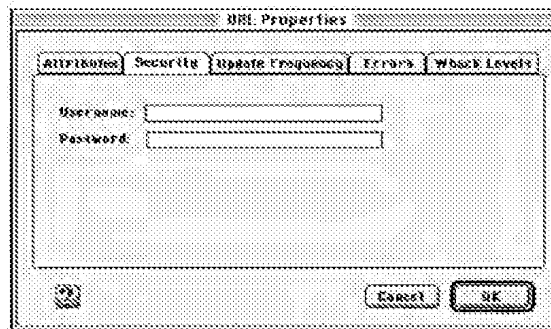 URL Properties
Attributes Security Update Frequency Errors Whack Levels
Username:
Password:
?
Cancel OK